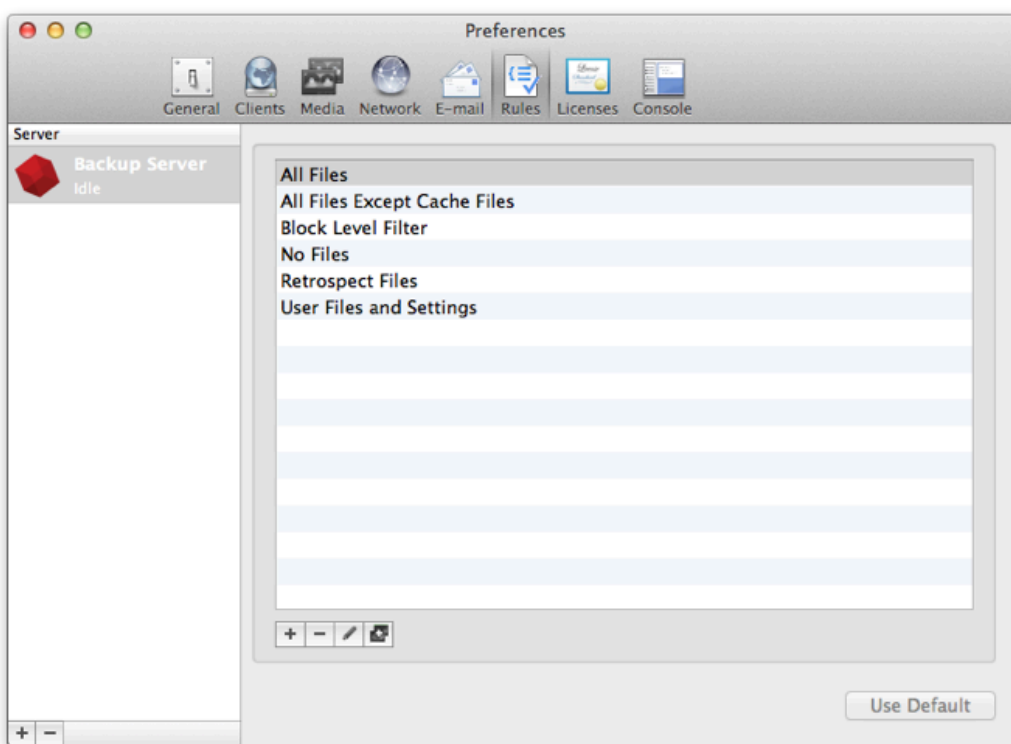 Preferences
General Clients Media Network E-mail Rules Licenses Console
Server
Backup Server
Idle
All Files
All Files Except Cache Files
Block Level Filter
No Files
Retrospect Files
User Files and Settings
Use Default